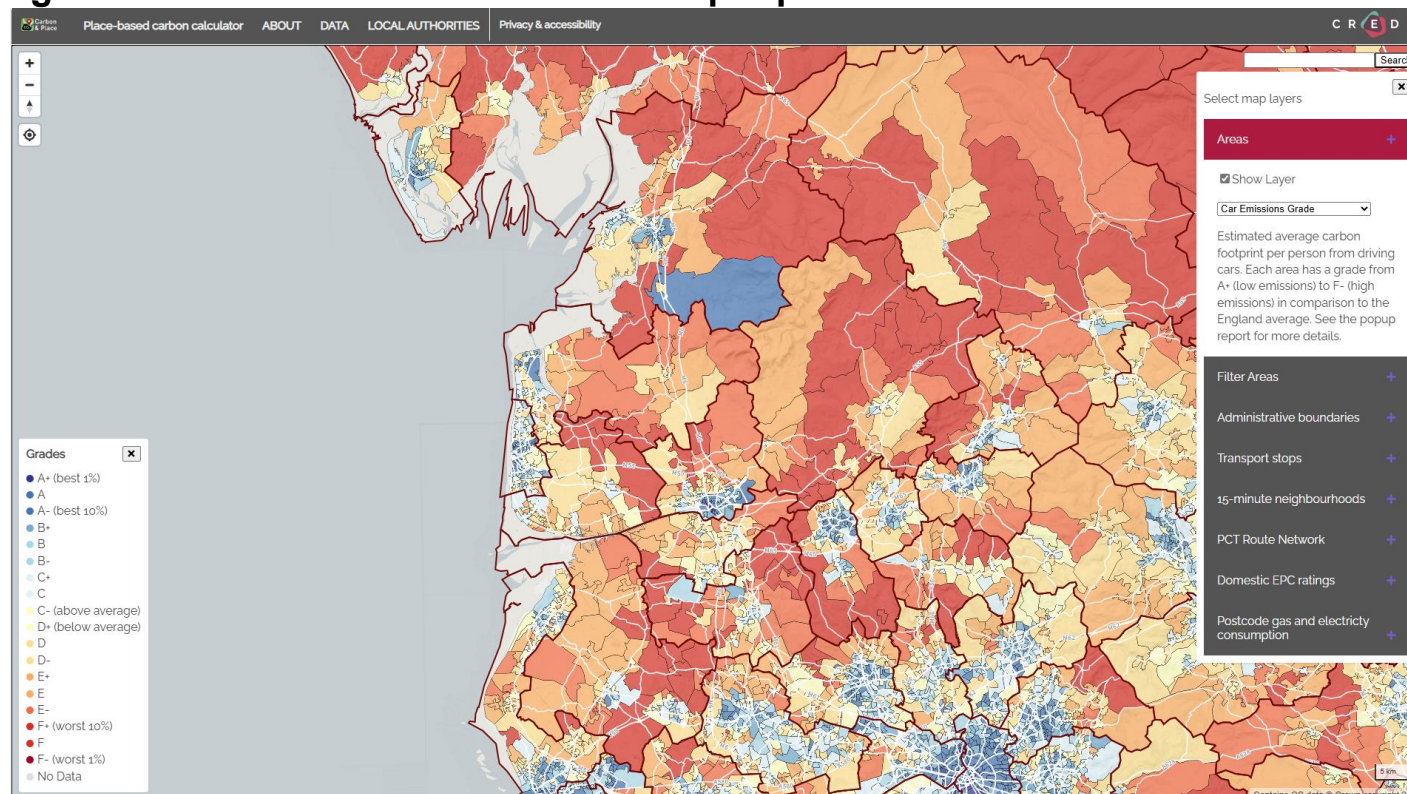 Carbon
& Place
Place-based carbon calculator
ABOUT
DATA
LOCAL AUTHORITIES
Privacy & accessibility
C R E D
Search
Select map layers
Areas
Show Layer
Car Emissions Grade
Estimated average carbon
footprint per person from driving
cars. Each area has a grade from
A+ (low emissions) to F- (high
emissions) in comparison to the
England average. See the popup
report for more details.
Filter Areas
Administrative boundaries
Transport stops
15-minute neighbourhoods
PCT Route Network
Domestic EPC ratings
Postcode gas and electricty
consumption
Grades
A+ (best 1%)
A
A- (best 10%)
B+
B
B-
C+
C
C- (above average)
D+ (below average)
D
D-
E+
E
E-
F+ (worst 10%)
F
F- (worst 1%)
No Data
5 km